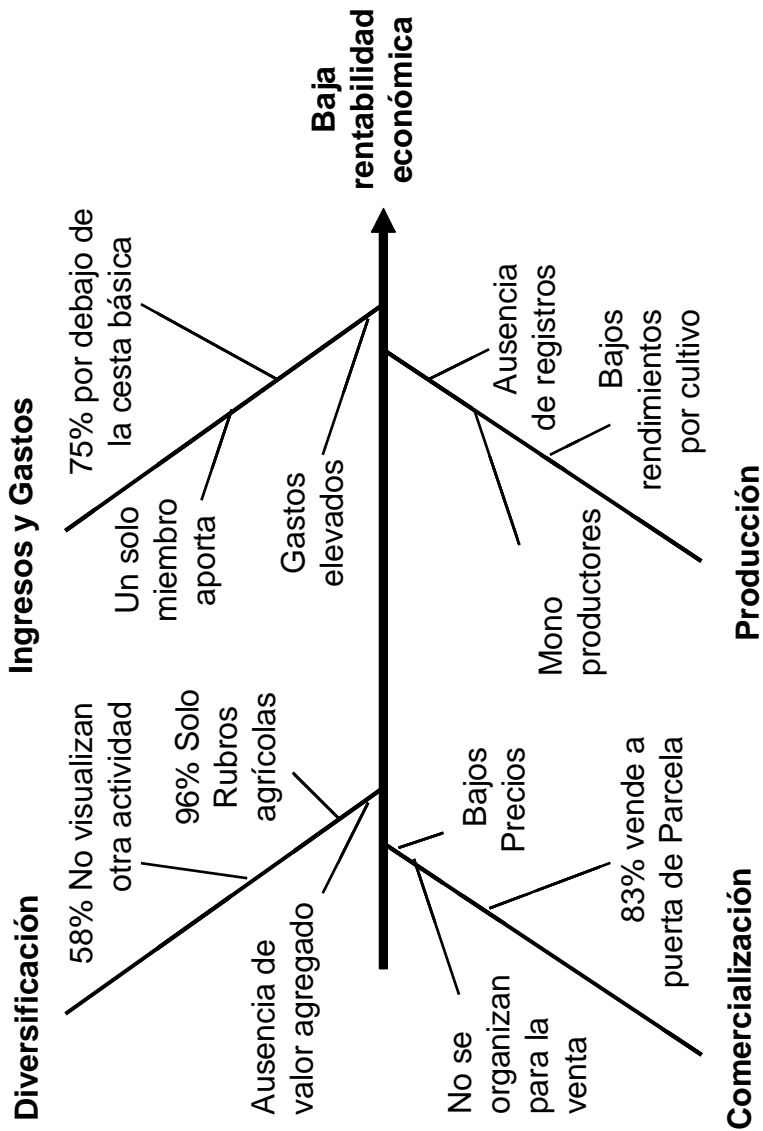 Diversificación
Ingresos y Gastos
58% No visualizan
otra actividad
96% Solo
Rubros
agrícolas
Ausencia de
valor agregado
75% por debajo de
la cesta básica
Un solo
miembro
aporta
Gastos
elevados
Baja
rentabilidad
económica
No se
organizan
para la
venta
Bajos
Precios
83% vende a
puerta de Parcela
Mono
productores
Ausencia
de registros
Bajos
rendimientos
por cultivo
Comercialización
Producción